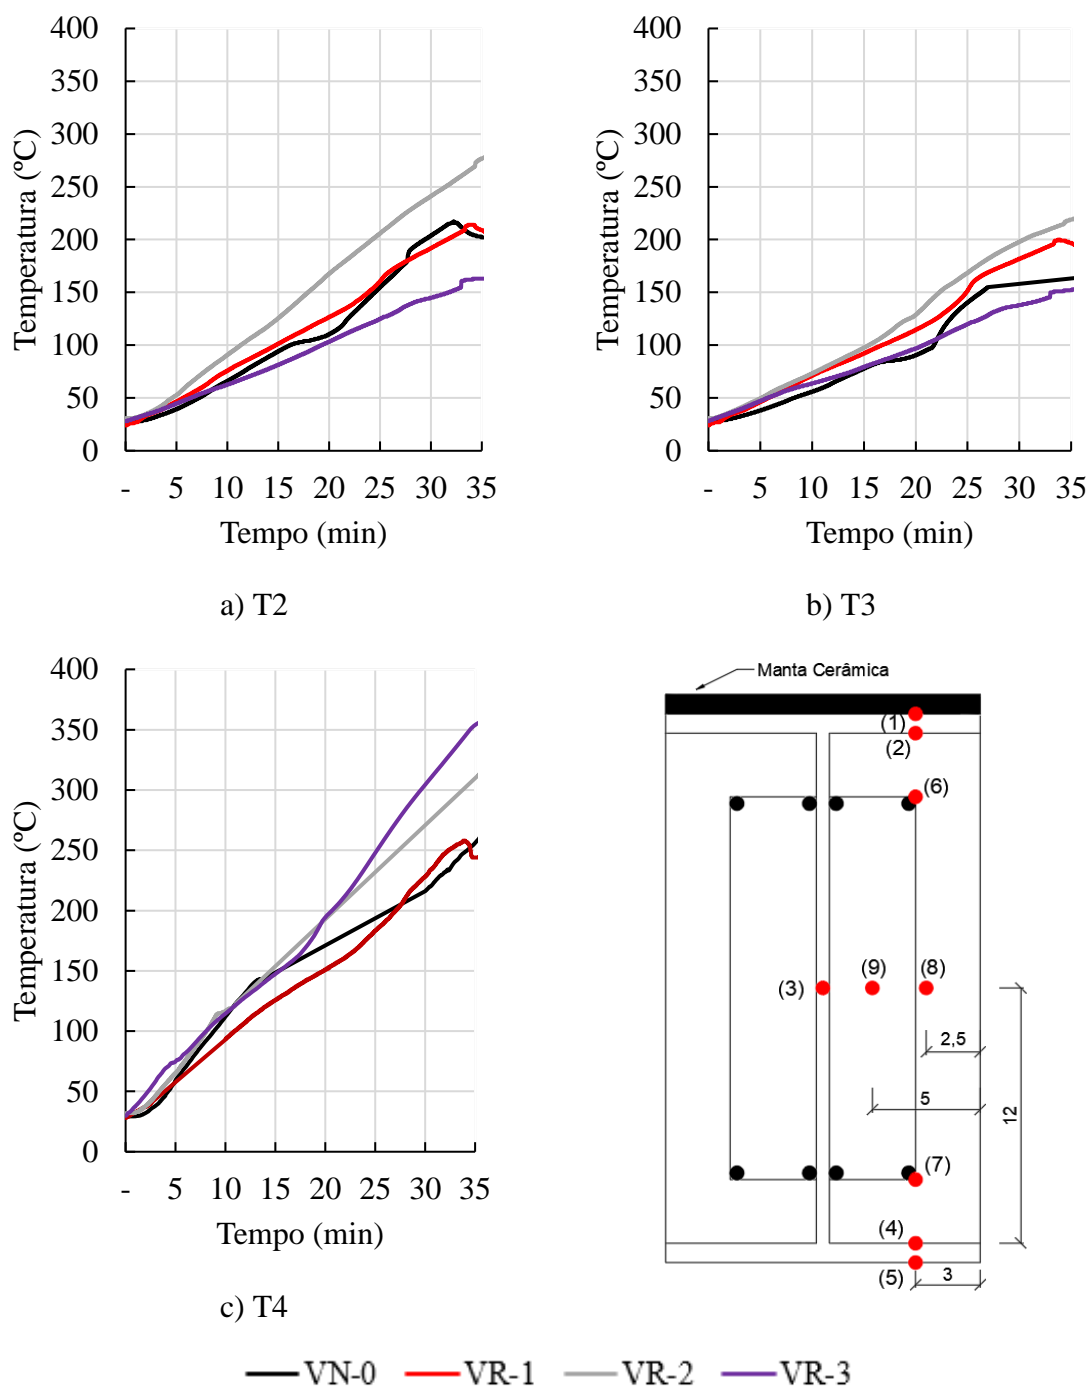 400
350
300
250
200
150
100
50
0
Temperatura (ºC)
- 5 10 15 20 25 30 35
Tempo (min)
a) T2
400
350
300
250
200
150
100
50
0
Temperatura (ºC)
- 5 10 15 20 25 30 35
Tempo (min)
b) T3
400
350
300
250
200
150
100
50
0
Temperatura (ºC)
- 5 10 15 20 25 30 35
Tempo (min)
c) T4
Manta Cerâmica
(1)
(2)
(6)
(3) (9) (8)
2,5
5
12
(7)
(4)
(5) 3
VN-0 VR-1 VR-2 VR-3